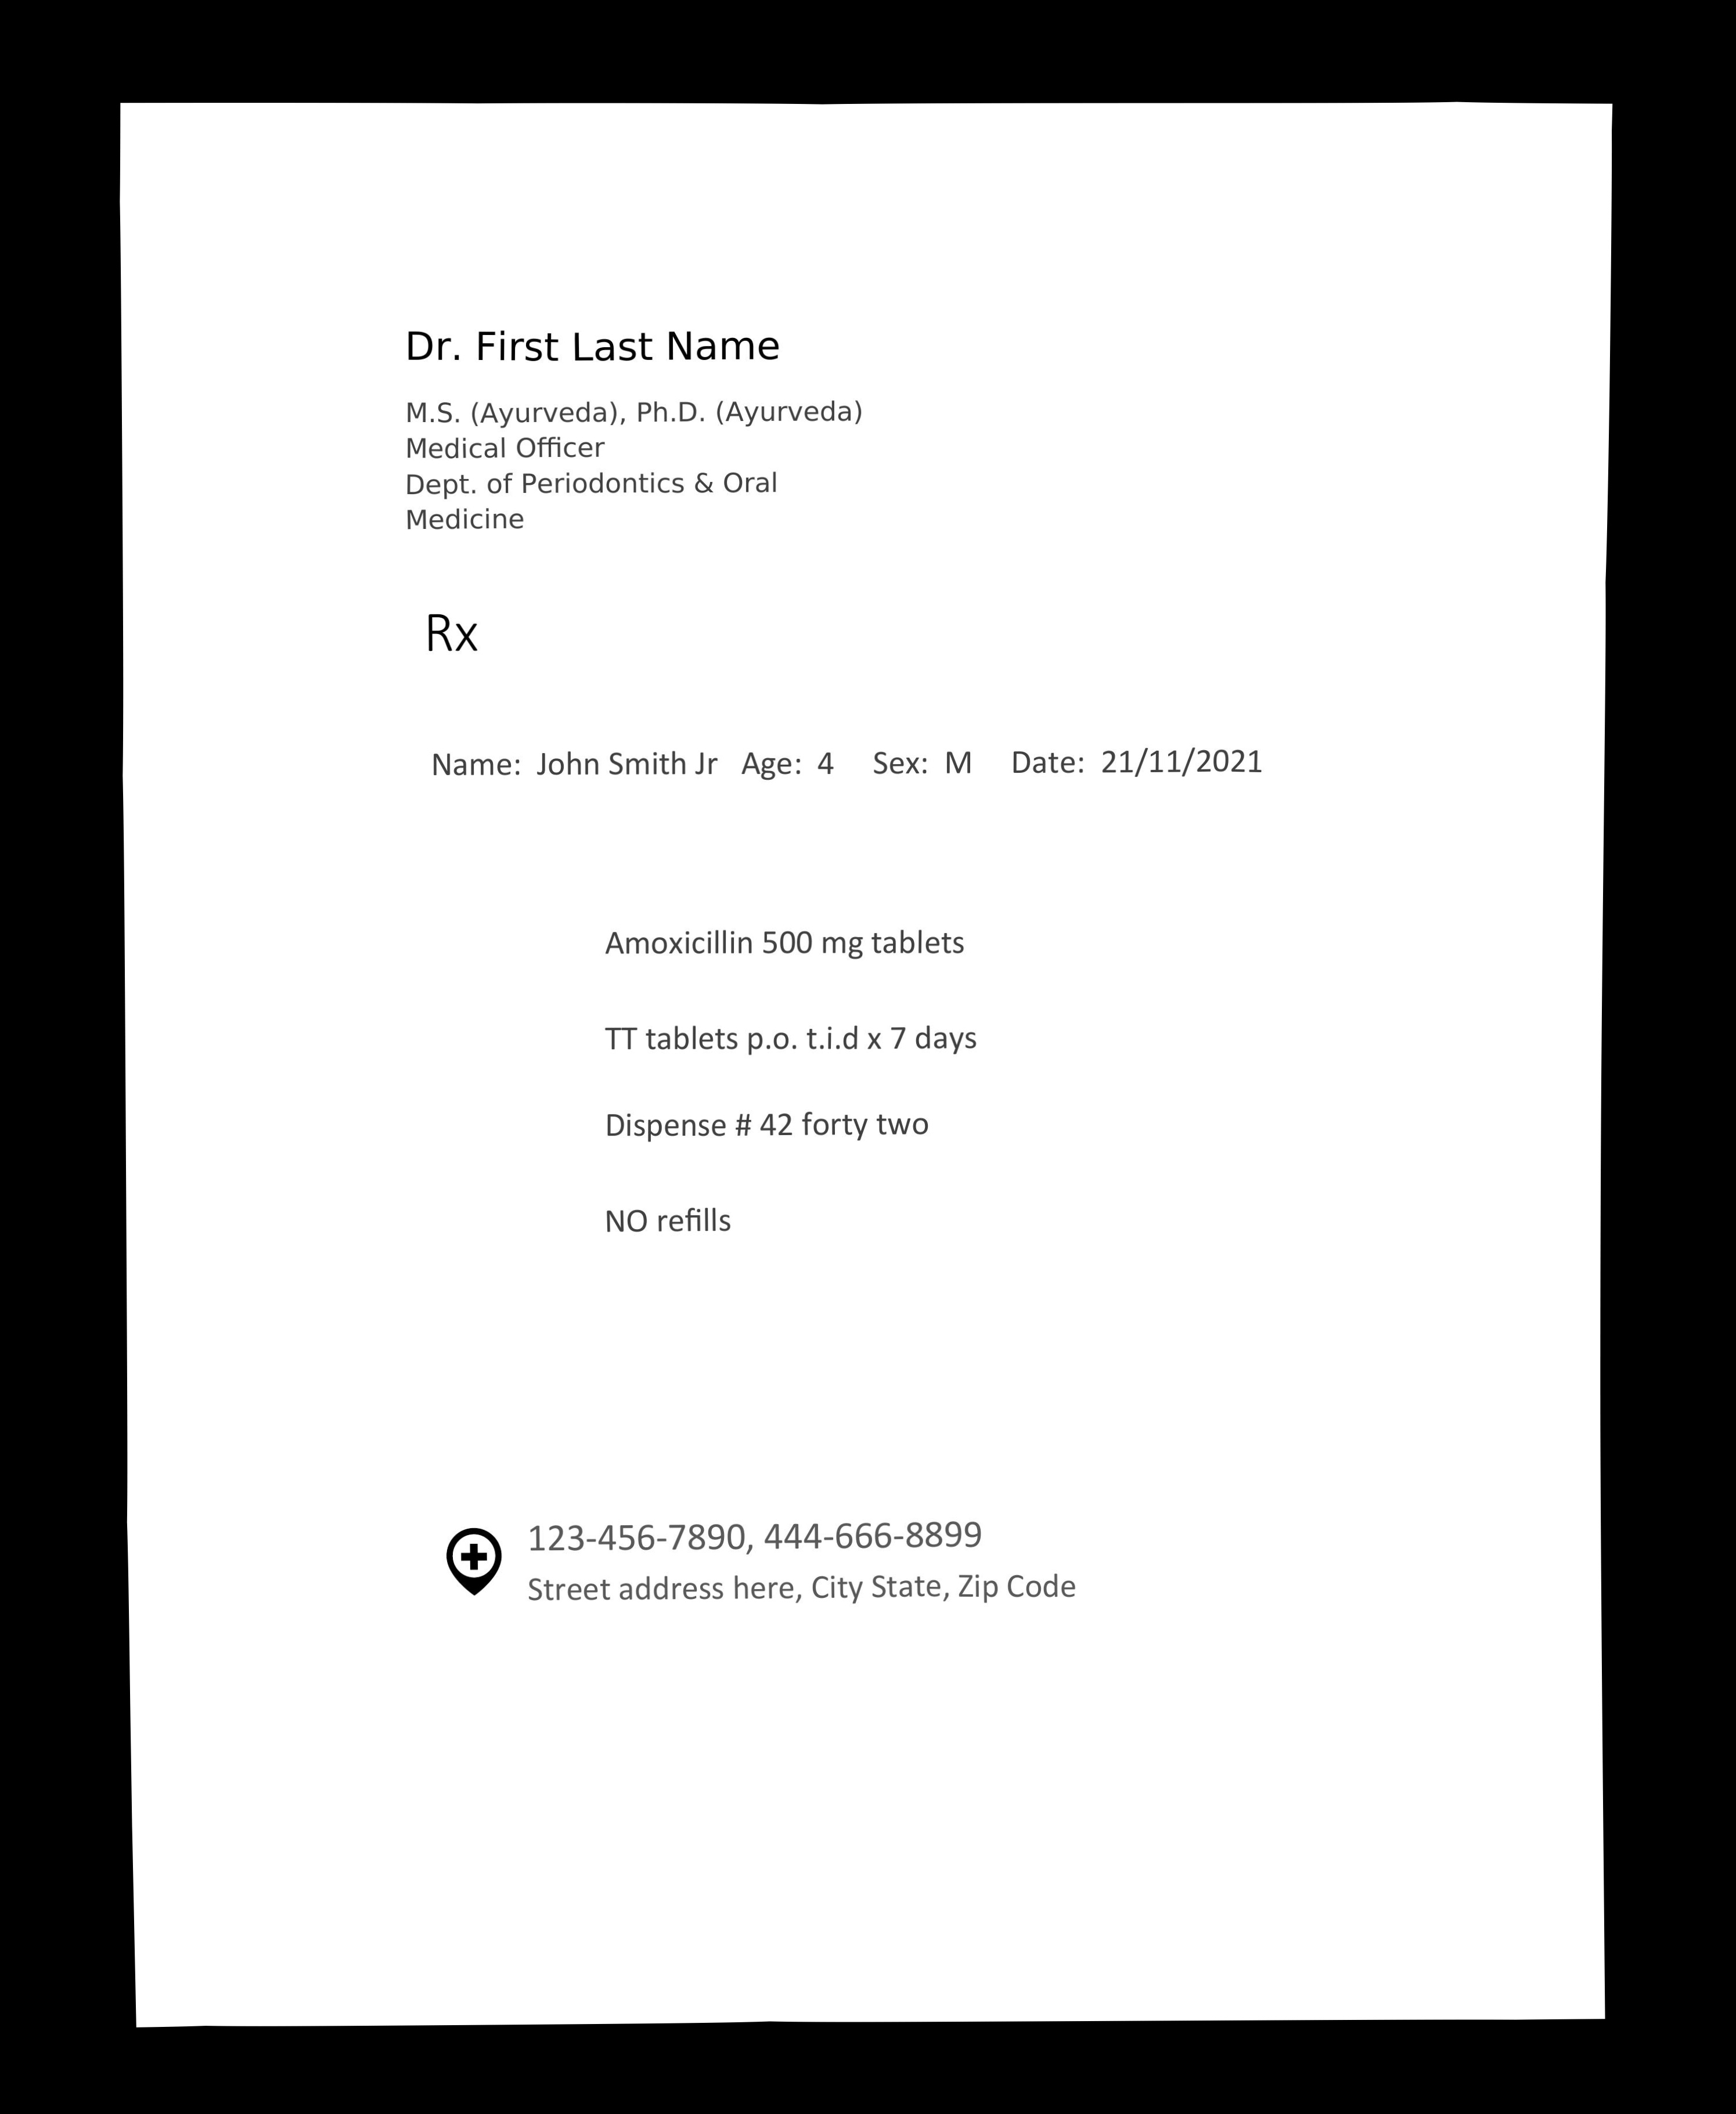 Dr. First Last Name
M.S. (Ayurveda), Ph.D. (Ayurveda)
Medical Officer
Dept. of Periodontics & Oral
Medicine
Rx
Name: John Smith Jr Age: 4 Sex: M Date: 21/11/2021
Amoxicillin 500 mg tablets
TT tablets p.o. t.i.d x 7 days
Dispense # 42 forty two
NO refills
123-456-7890, 444-666-8899
Street address here, City State, Zip Code